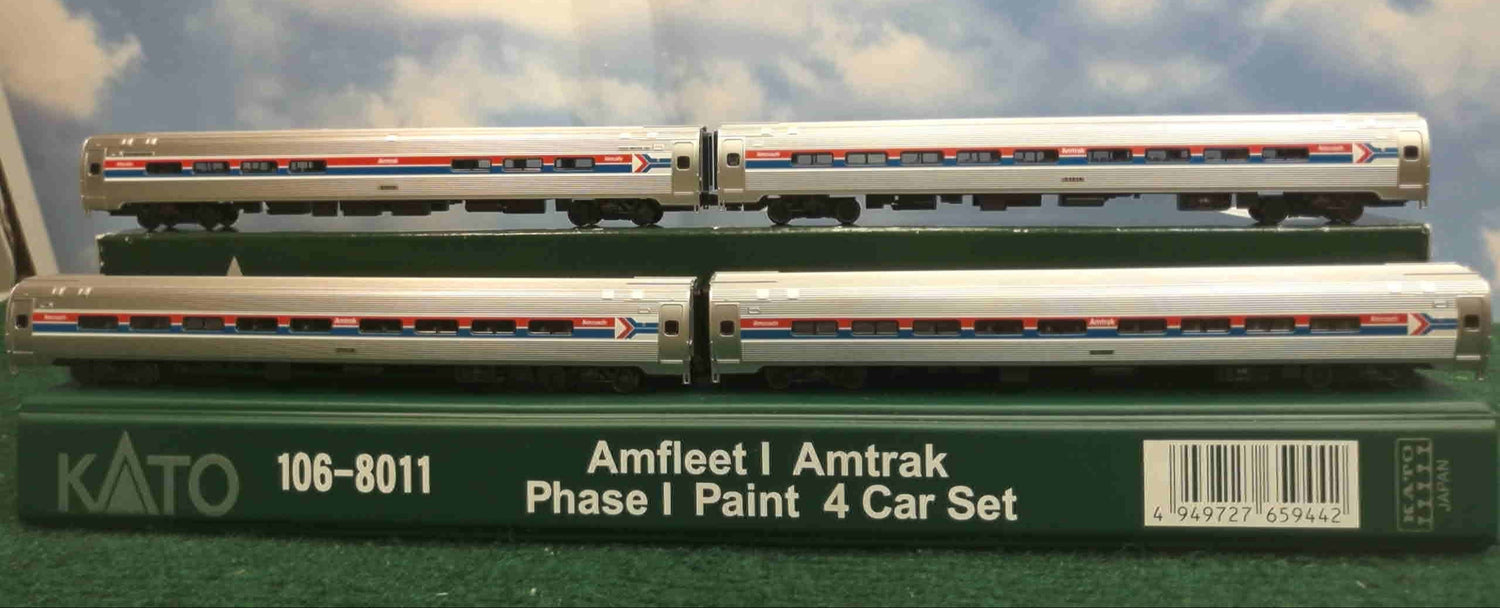 Amtrak
Amtrak
Amtrak
Amtrak
KATO
106-8011
Amfleet I Amtrak
Phase I Paint 4 Car Set
4 949727 659442
KATO
JAPAN